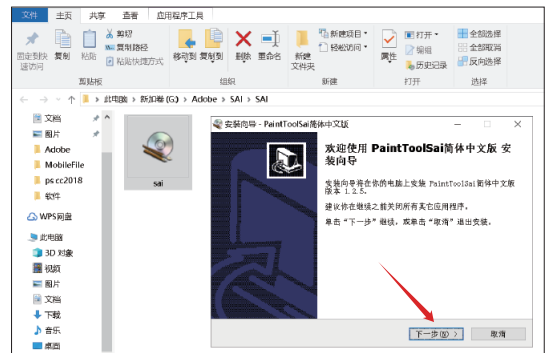 文件 主页 共享 查看 应用程序工具
固定到快速访问
复制
粘贴
剪切
复制路径
粘贴快捷方式
剪贴板
移动到 复制到 删除 重命名
组织
新建文件夹
新建项目
轻松访问
新建
属性
打开
编辑
历史记录
打开
全部选择
全部取消
反向选择
选择
此电脑 > 新加卷 (G:) > Adobe > SAI > SAI
文档
图片
Adobe
MobileFile
ps cc2018
软件
WPS网盘
此电脑
3D 对象
视频
图片
文档
下载
音乐
桌面
sai
安装向导 - PaintToolSai简体中文版
欢迎使用 PaintToolSai简体中文版 安
装向导
安装向导将在你的电脑上安装 PaintToolSai简体中文版
版本 1.2.5。
建议你在继续之前关闭所有其它应用程序。
单击“下一步”继续，或单击“取消”退出安装。
下一步(N) >
取消